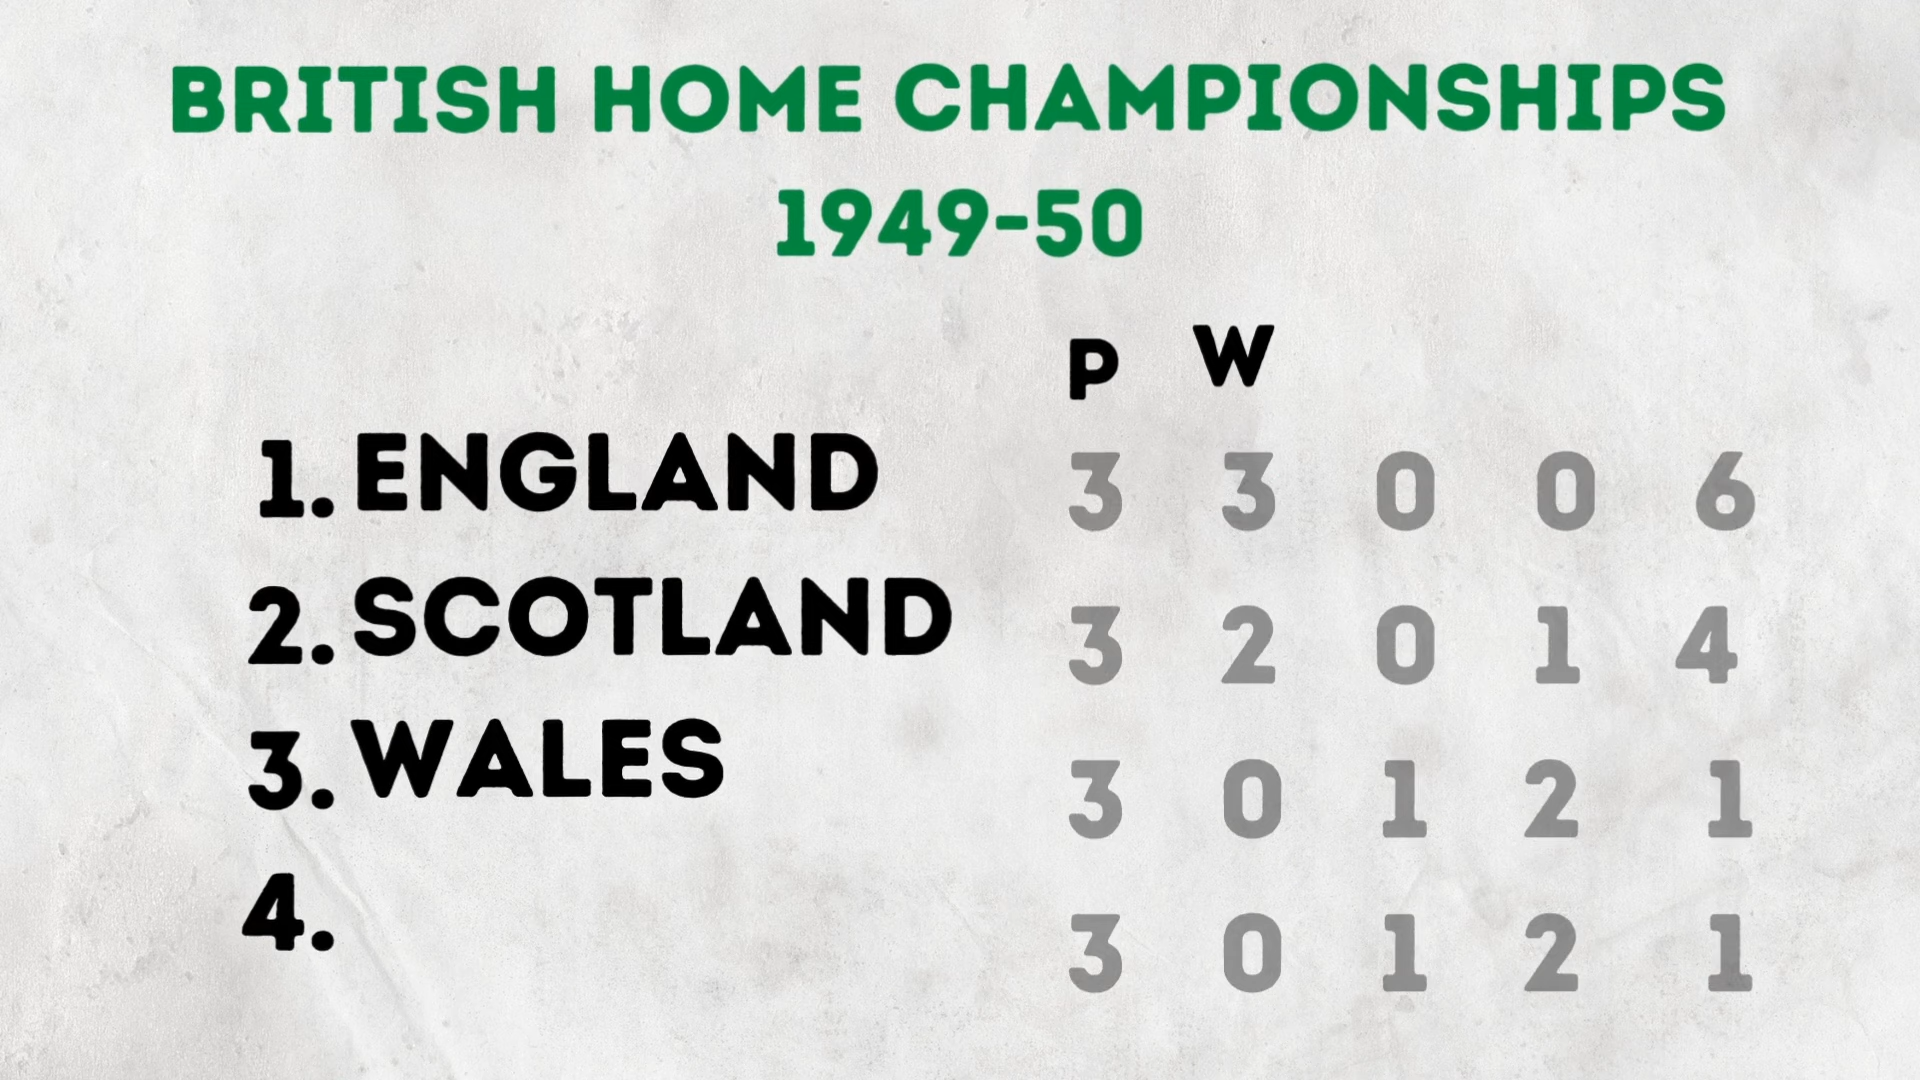 BRITISH HOME CHAMPIONSHIPS
1949-50
P W
1. ENGLAND 3 3 0 0 6
2. SCOTLAND 3 2 0 1 4
3. WALES 3 0 1 2 1
4. 3 0 1 2 1